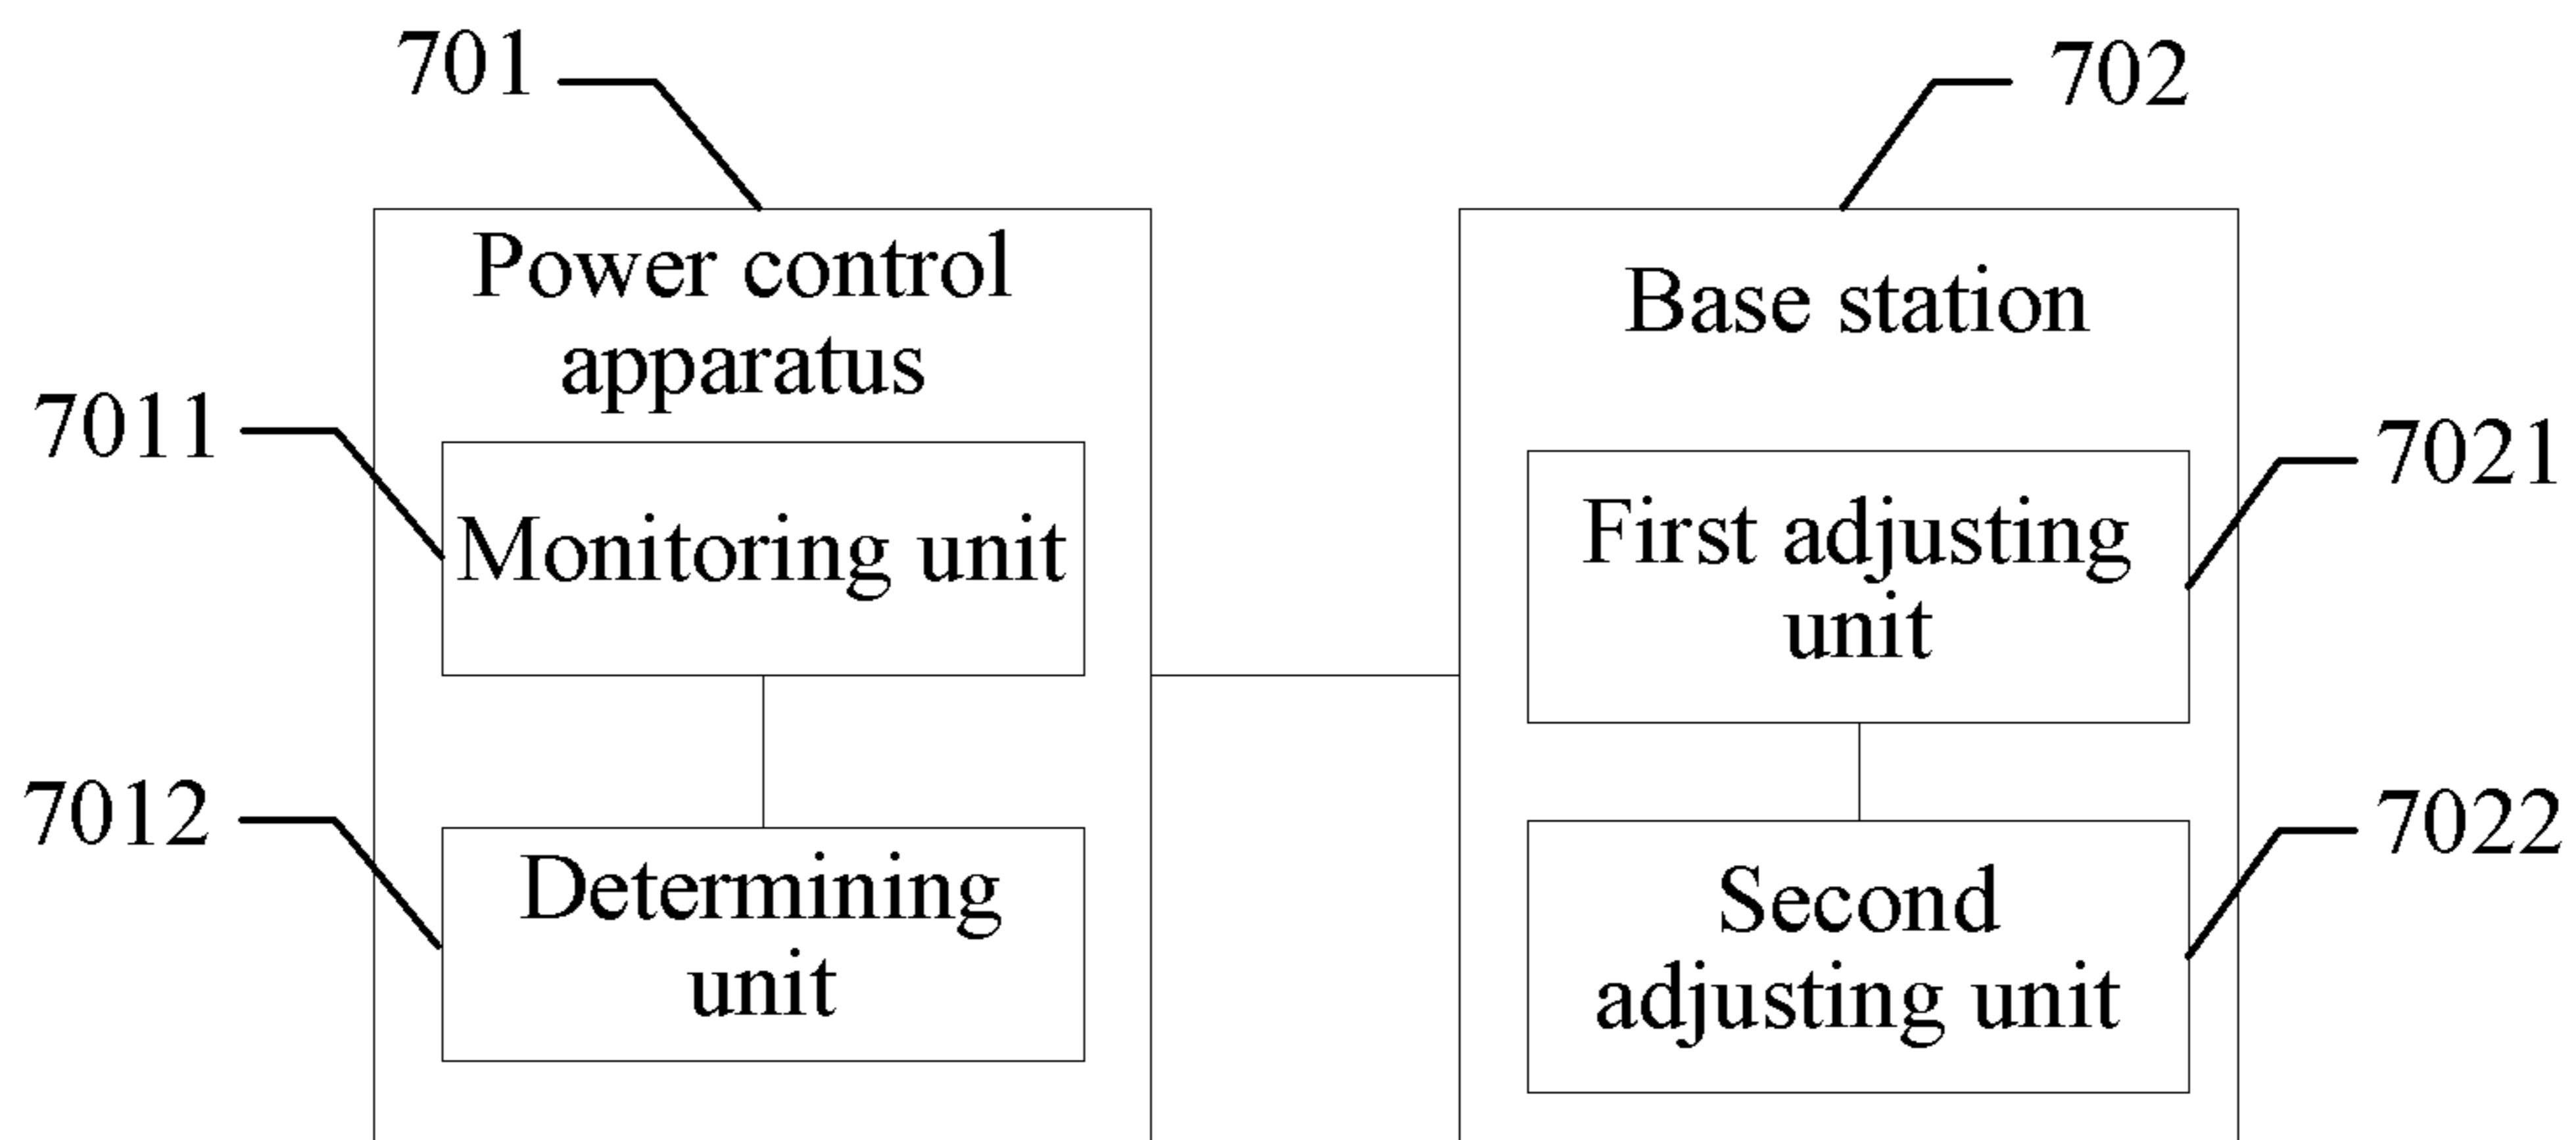 701
702
Power control
apparatus
Base station
7011
7021
Monitoring unit
First adjusting
unit
7012
7022
Determining
unit
Second
adjusting unit